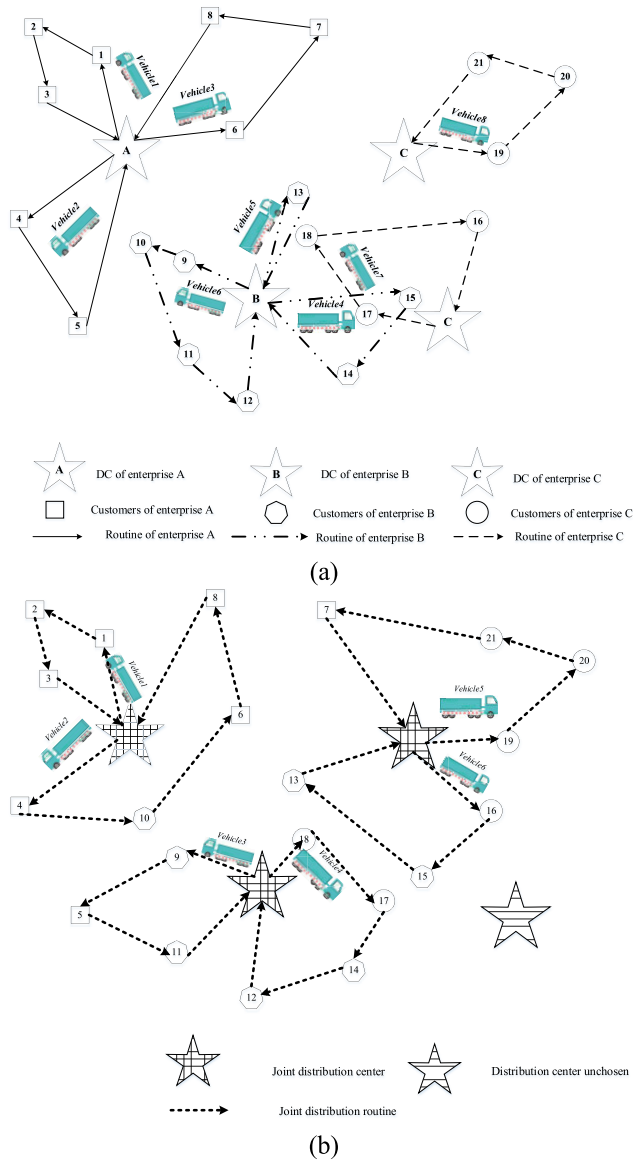 8
7
2
1
Vehicle1
3
Vehicle3
6
A
21
20
Vehicle8
C
19
4
Vehicle2
5
13
Vehicle5
10
9
18
16
Vehicle7
Vehicle6
B
15
Vehicle4
17
C
11
14
12
A
DC of enterprise A
B
DC of enterprise B
C
DC of enterprise C
Customers of enterprise A
Customers of enterprise B
Customers of enterprise C
Routine of enterprise A
Routine of enterprise B
Routine of enterprise C
(a)
2
8
1
3
Vehicle1
Vehicle2
6
4
10
7
21
20
Vehicle5
19
Vehicle6
13
16
15
Vehicle3
18
Vehicle4
9
17
5
11
14
12
Joint distribution center
Distribution center unchosen
Joint distribution routine
(b)